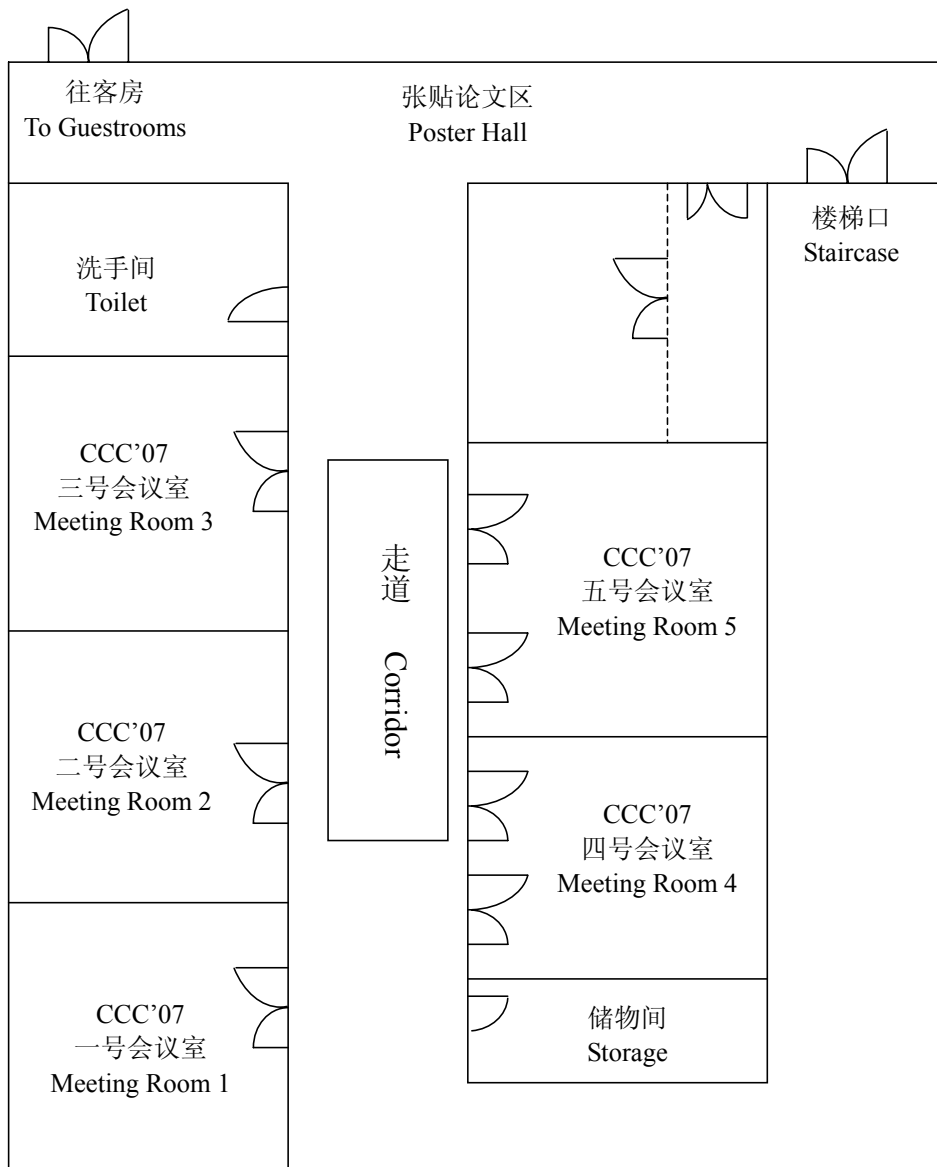 往客房
To Guestrooms
张贴论文区
Poster Hall
楼梯口
Staircase
洗手间
Toilet
CCC’07
三号会议室
Meeting Room 3
走道 Corridor
CCC’07
五号会议室
Meeting Room 5
CCC’07
二号会议室
Meeting Room 2
CCC’07
四号会议室
Meeting Room 4
CCC’07
一号会议室
Meeting Room 1
储物间
Storage